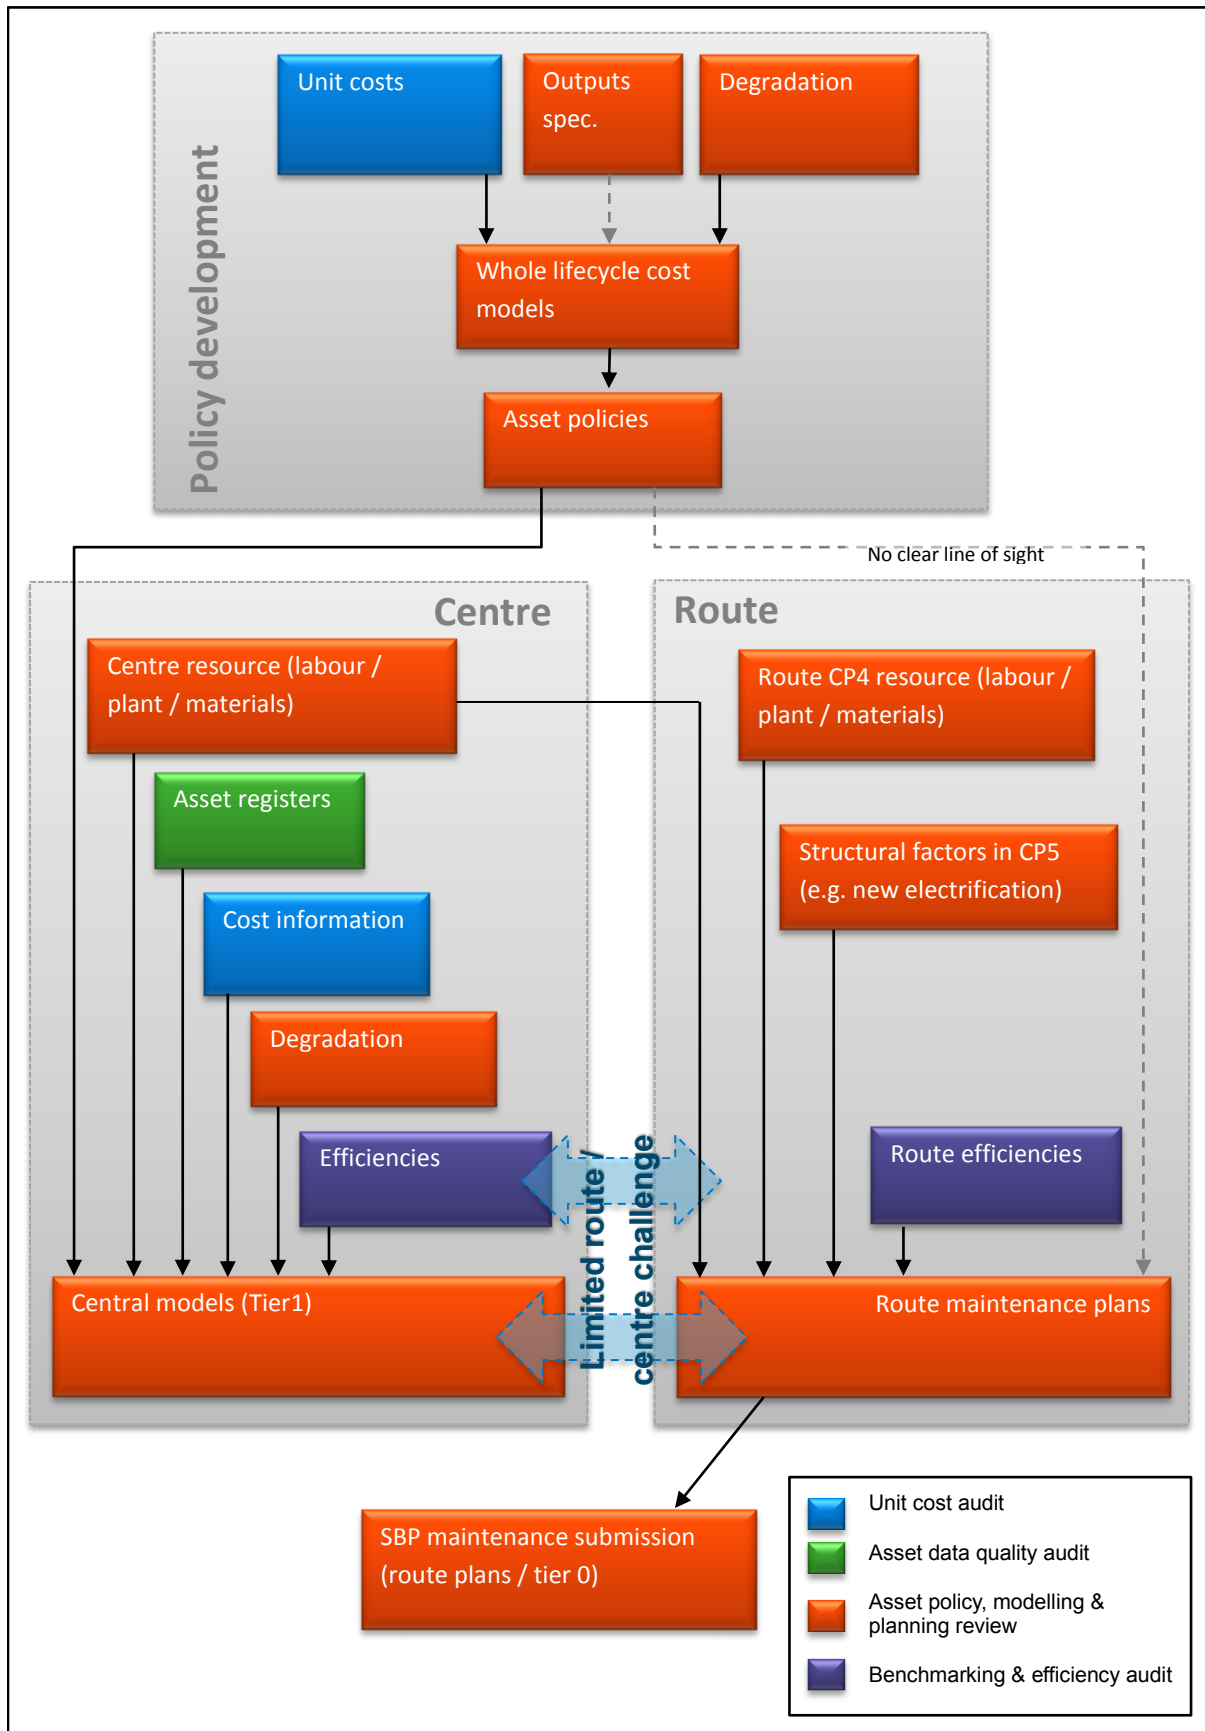 Policy development
Unit costs
Outputs
spec.
Degradation
Whole lifecycle cost
models
Asset policies
No clear line of sight
Centre
Centre resource (labour /
plant / materials)
Asset registers
Cost information
Degradation
Efficiencies
Central models (Tier1)
Limited route /
centre challenge
Route
Route CP4 resource (labour /
plant / materials)
Structural factors in CP5
(e.g. new electrification)
Route efficiencies
Route maintenance plans
SBP maintenance submission
(route plans / tier 0)
Unit cost audit
Asset data quality audit
Asset policy, modelling &
planning review
Benchmarking & efficiency audit